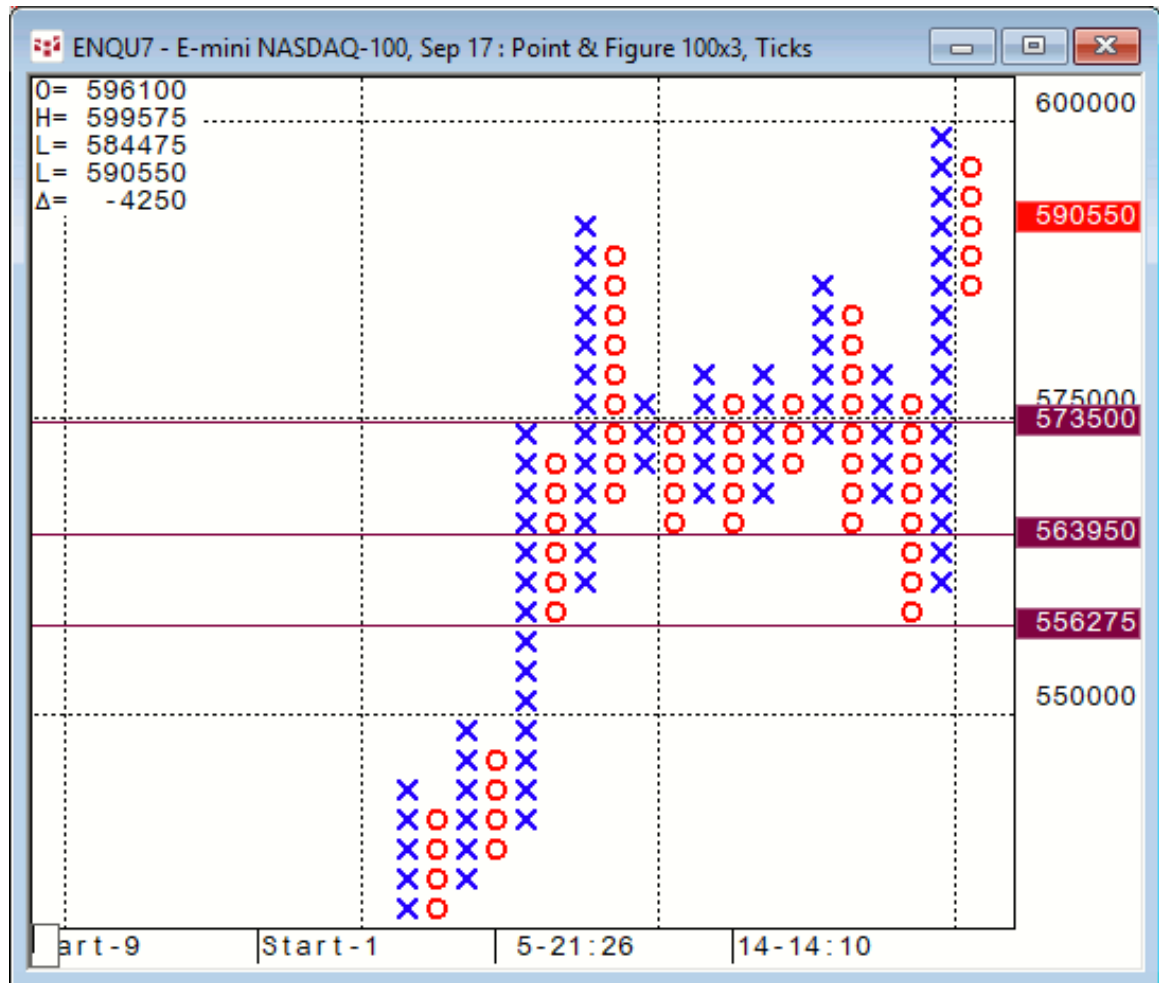 ENQU7 - E-mini NASDAQ-100, Sep 17 : Point & Figure 100x3, Ticks
O= 596100
H= 599575
L= 584475
L= 590550
Δ= -4250
600000
590550
575000
573500
563950
556275
550000
art-9
Start-1
5-21:26
14-14:10